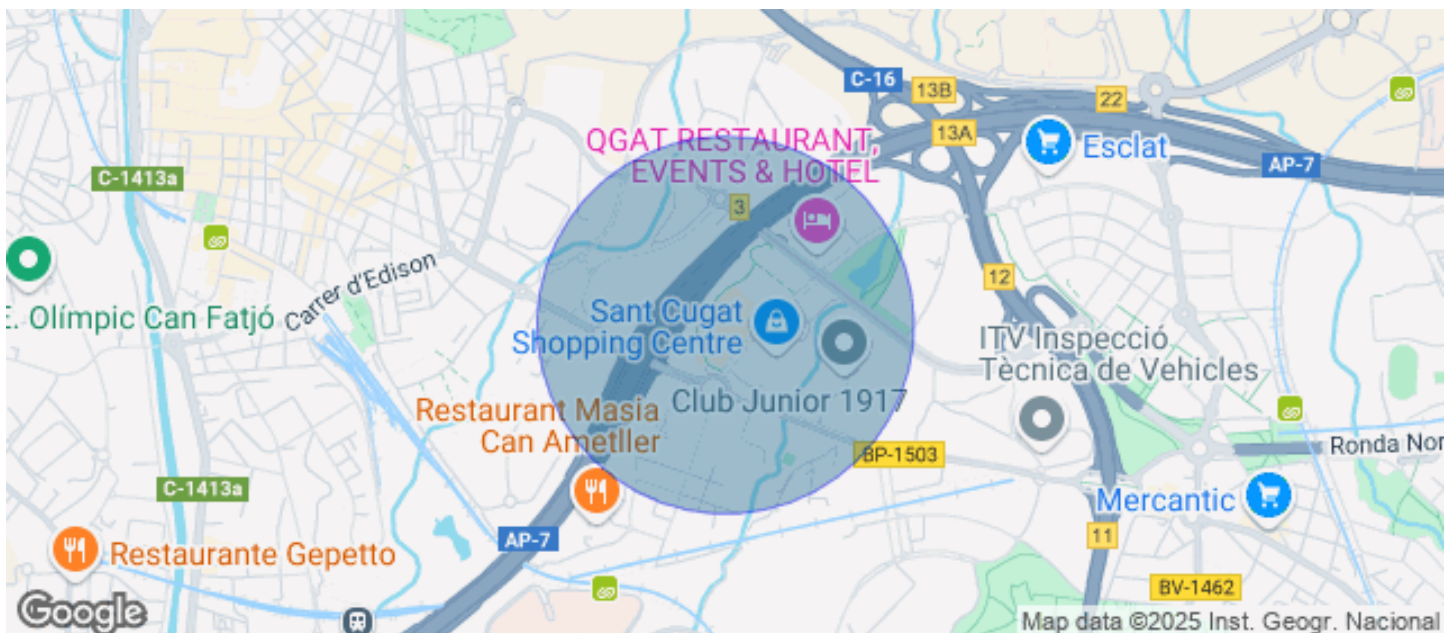 C-16
13B
22
QGAT RESTAURANT,
EVENTS & HOTEL
13A
Esclat
AP-7
C-1413a
3
Carrer d'Edison
12
E. Olímpic Can Fatjó
Sant Cugat
Shopping Centre
ITV Inspecció
Tècnica de Vehicles
Club Junior 1917
Restaurant Masia
Can Ametller
BP-1503
Ronda Nor
C-1413a
Mercantic
AP-7
11
Restaurante Gepetto
BV-1462
Google
Map data ©2025 Inst. Geogr. Nacional